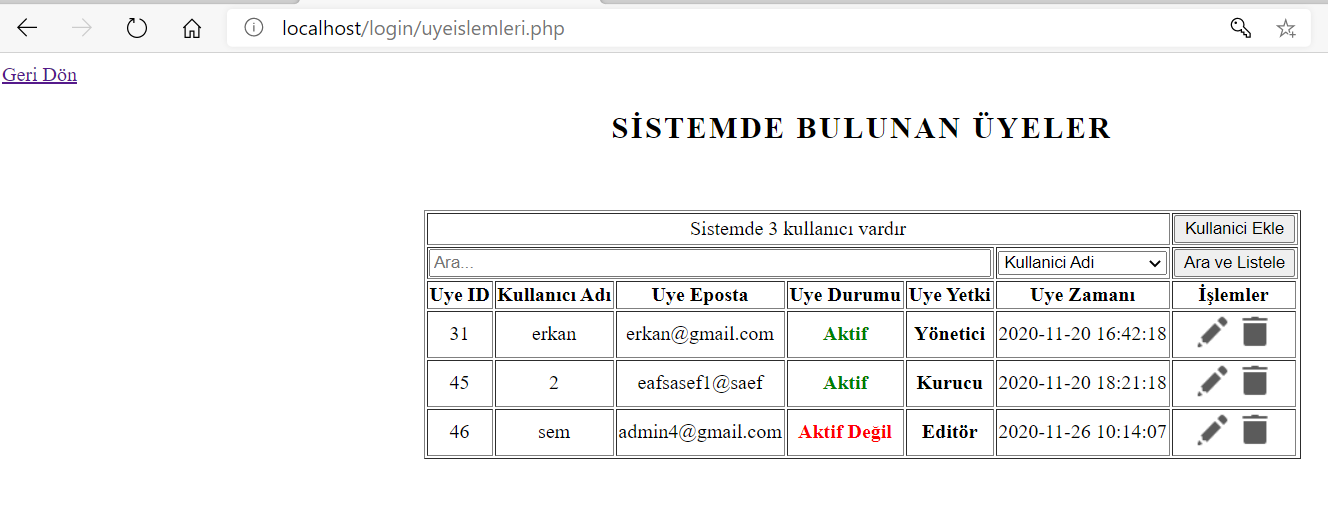 localhost/login/uyeislemleri.php
Geri Dön
SİSTEMDE BULUNAN ÜYELER
Sistemde 3 kullanıcı vardır Kullanici Ekle
Ara... Kullanici Adi Ara ve Listele
Uye ID Kullanıcı Adı Uye Eposta Uye Durumu Uye Yetki Uye Zamanı İşlemler
31 erkan erkan@gmail.com Aktif Yönetici 2020-11-20 16:42:18
45 2 eafsasef1@saef Aktif Kurucu 2020-11-20 18:21:18
46 sem admin4@gmail.com Aktif Değil Editör 2020-11-26 10:14:07